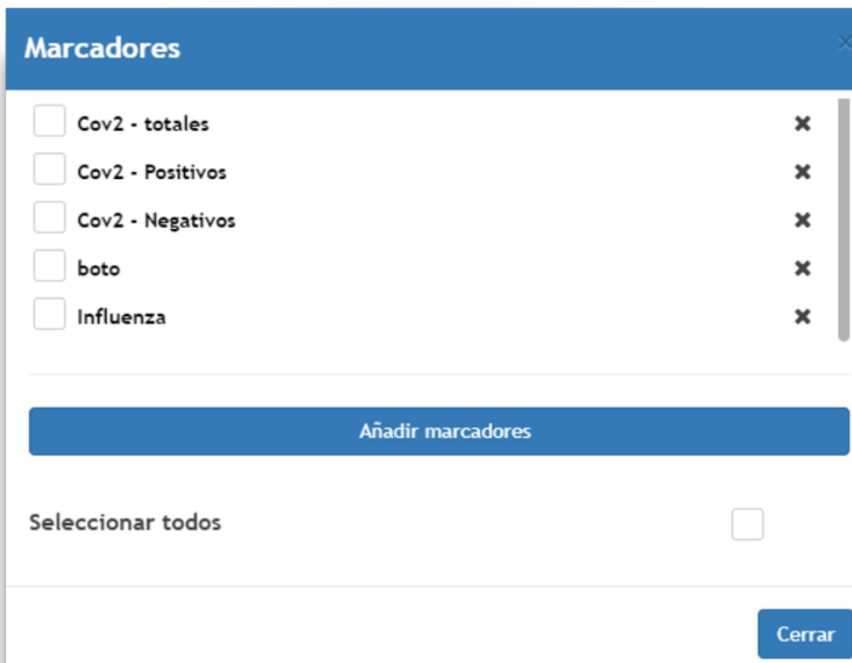 Marcadores
Cov2 - totales
Cov2 - Positivos
Cov2 - Negativos
boto
Influenza
Añadir marcadores
Seleccionar todos
Cerrar